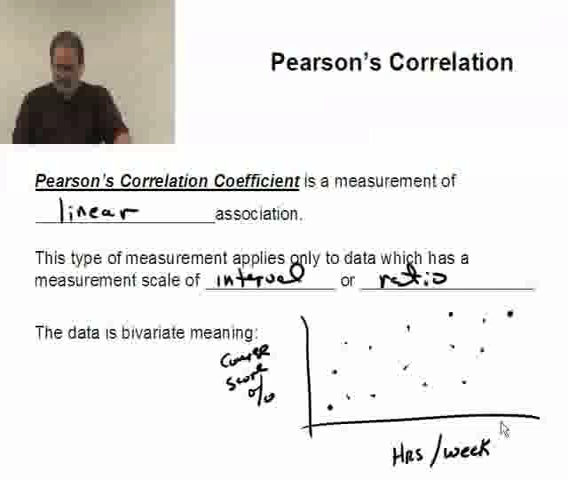 Pearson's Correlation
Pearson's Correlation Coefficient is a measurement of
linear association.
This type of measurement applies only to data which has a
measurement scale of interval or ratio
The data is bivariate meaning:
Course
Score
%
HRS/week